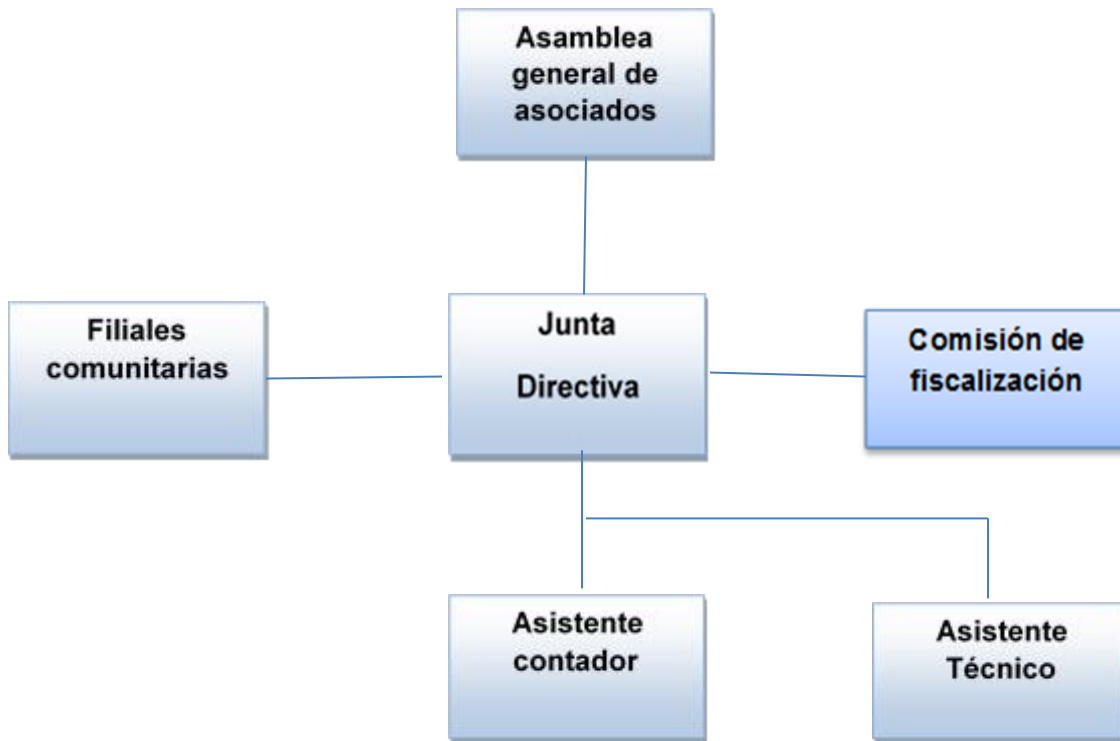 Asamblea
general de
asociados
Filiales
comunitarias
Junta
Directiva
Comisión de
fiscalización
Asistente
contador
Asistente
Técnico